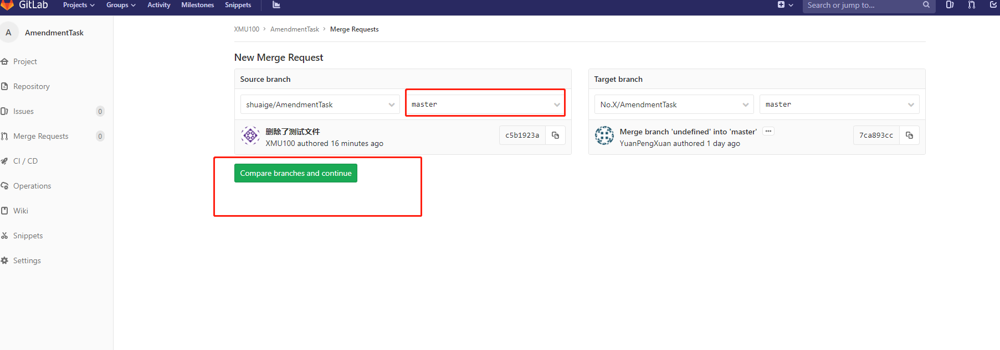 GitLab Projects Groups Activity Milestones Snippets Search or jump to...
A AmendmentTask
Project
Repository
Issues 0
Merge Requests 0
CI / CD
Operations
Wiki
Snippets
Settings
XMU100 > AmendmentTask > Merge Requests
New Merge Request
Source branch
shuaige/AmendmentTask master
删除了测试文件
XMU100 authored 16 minutes ago
c5b1923a
Target branch
No.X/AmendmentTask master
Merge branch 'undefined' into 'master' ...
YuanPengXuan authored 1 day ago
7ca893cc
Compare branches and continue